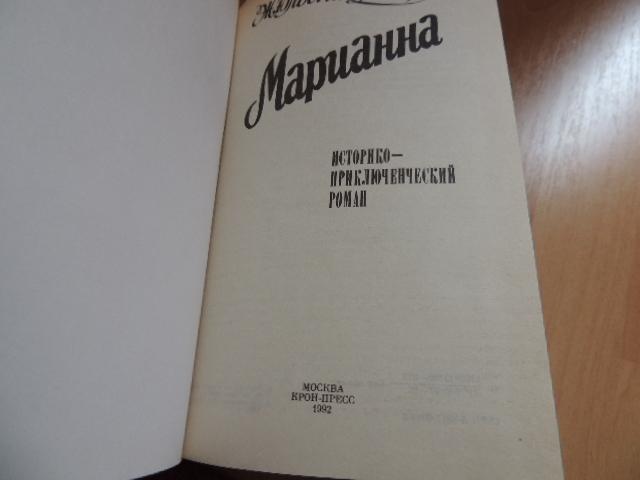 Марианна
ИСТОРИКО—
ПРИКЛЮЧЕНЧЕСКИЙ
РОМАН
МОСКВА
КРОН-ПРЕСС
1992